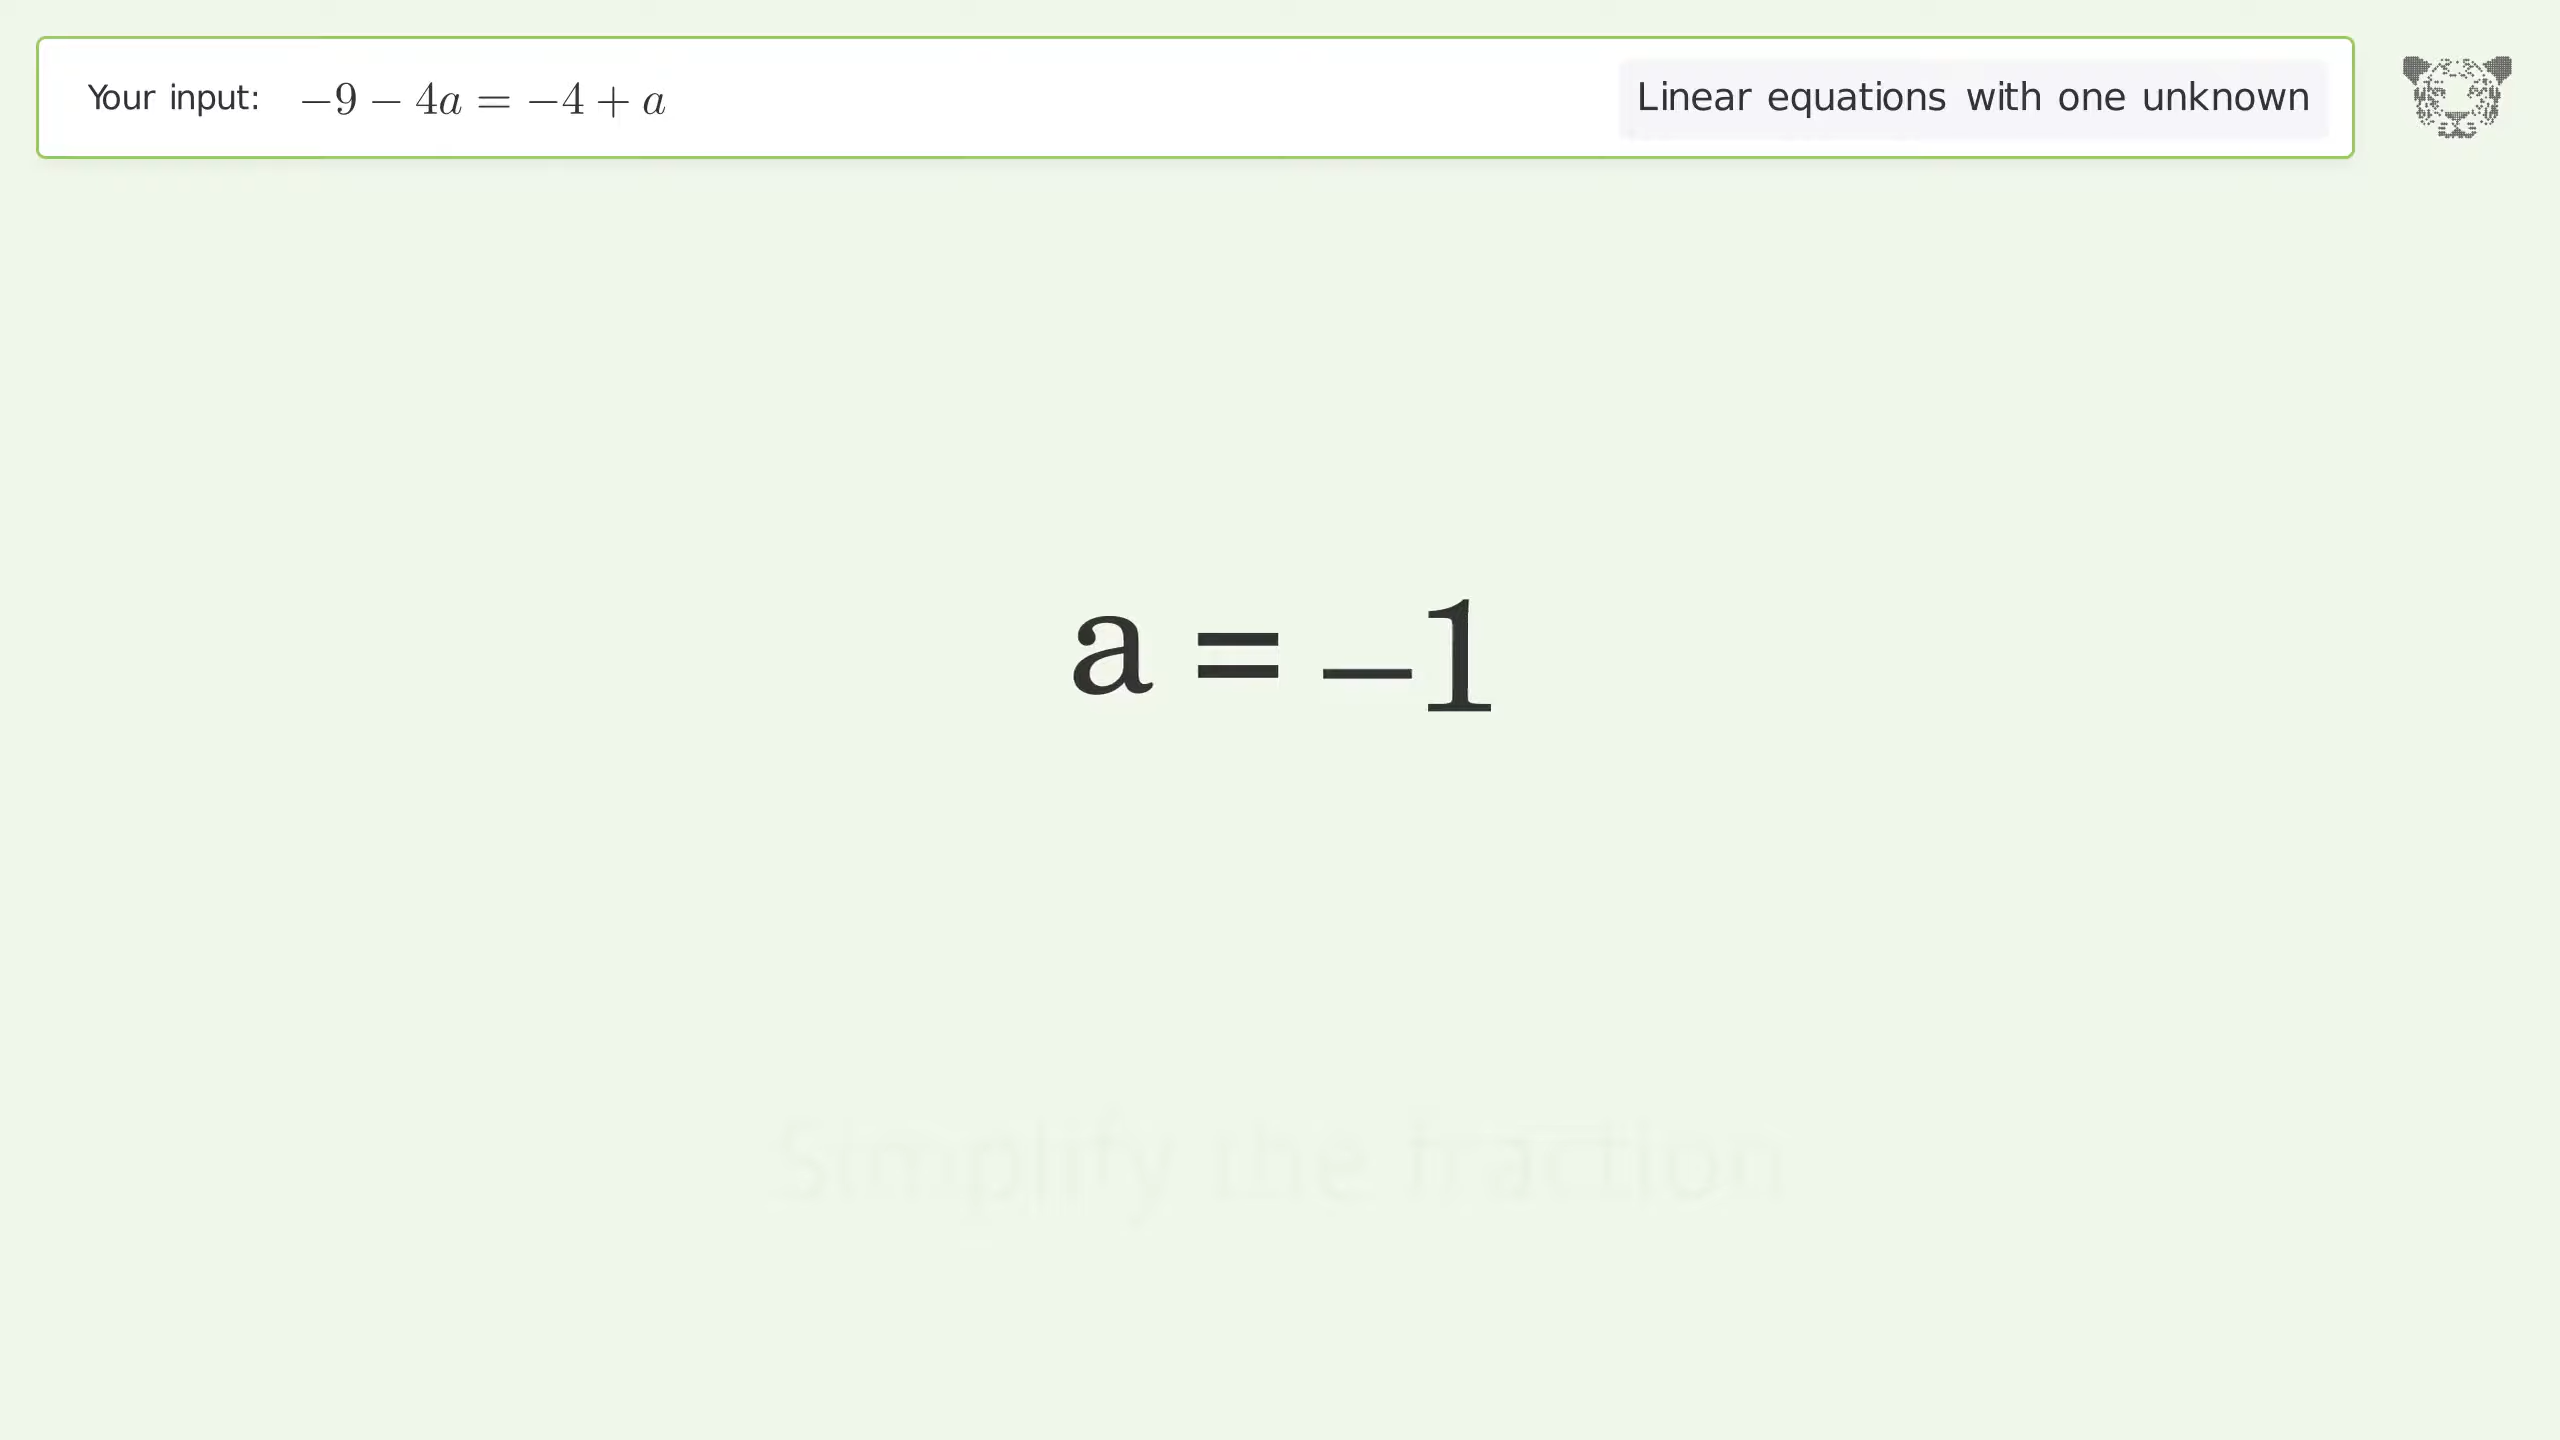 Your input: −9 − 4a = −4 + a
Linear equations with one unknown
a = −1
Simplify the fraction